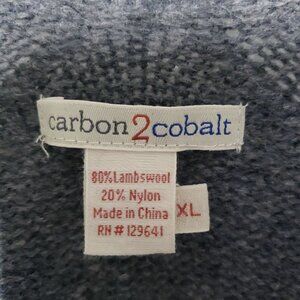 carbon2cobalt
80% Lambswool
20% Nylon
Made in China
RN # 129641
XL